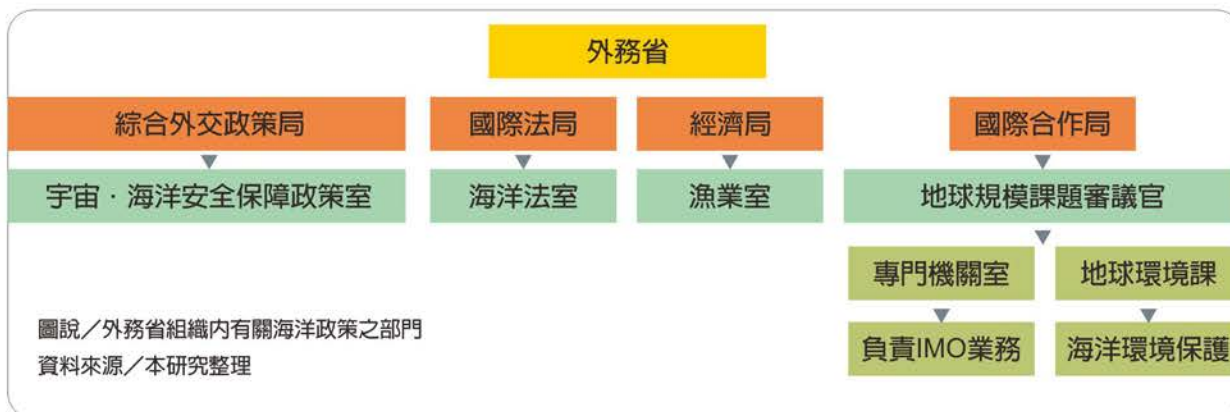 外務省
綜合外交政策局
國際法局
經濟局
國際合作局
宇宙·海洋安全保障政策室
海洋法室
漁業室
地球規模課題審議官
專門機關室
地球環境課
負責IMO業務
海洋環境保護
圖說／外務省組織內有關海洋政策之部門
資料來源／本研究整理